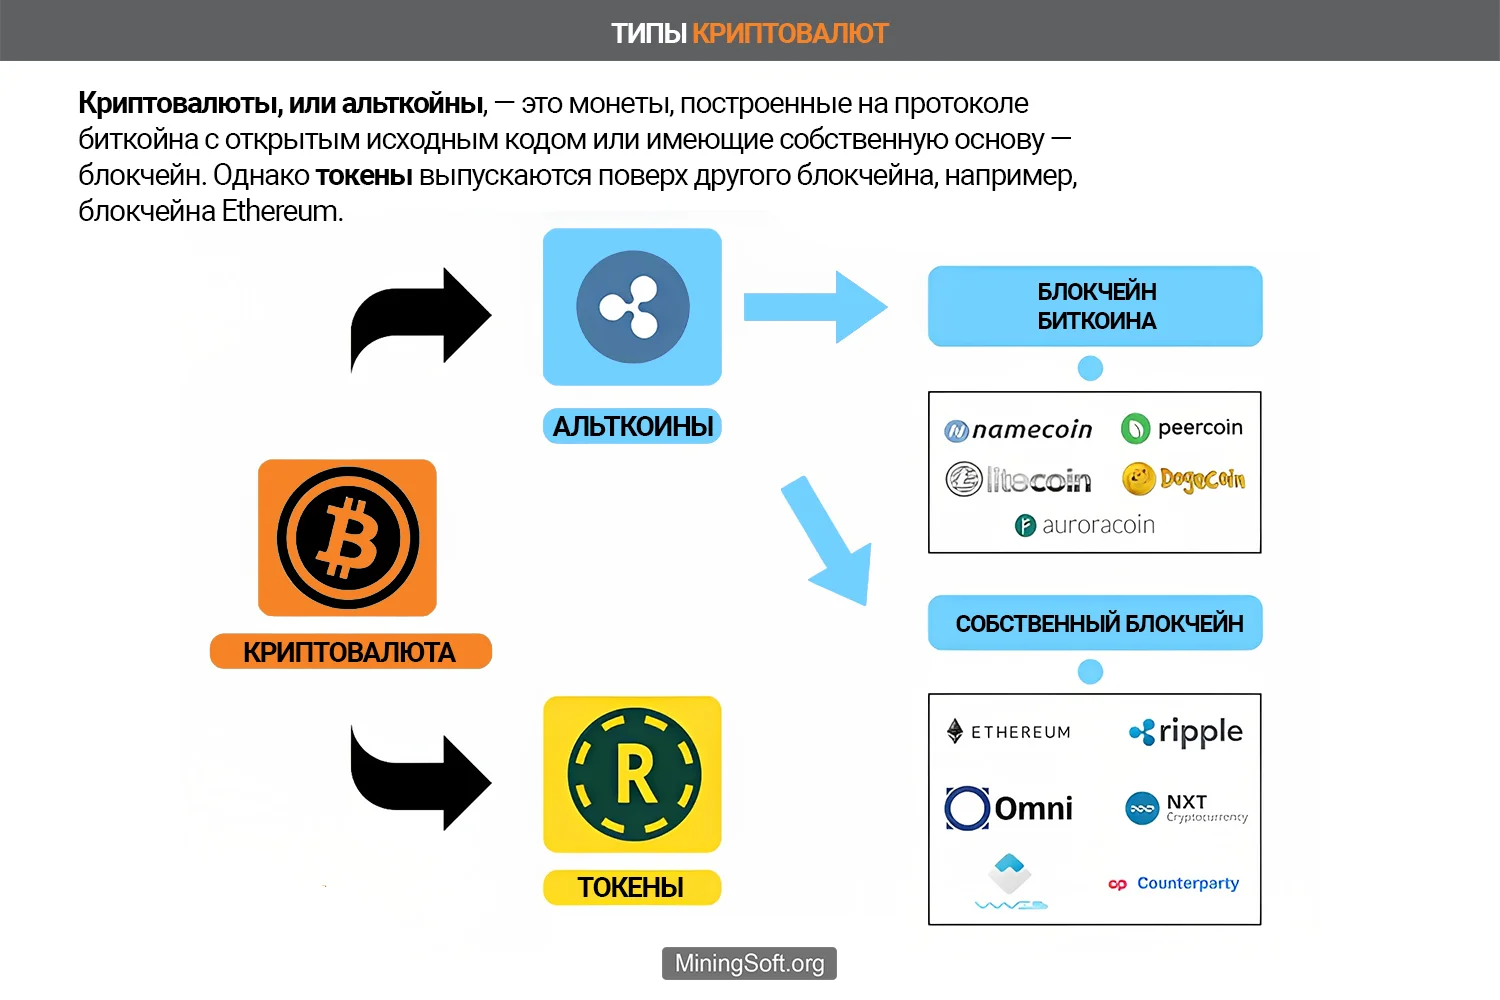 ТИПЫ КРИПТОВАЛЮТ
Криптовалюты, или альткойны, — это монеты, построенные на протоколе
биткойна с открытым исходным кодом или имеющие собственную основу —
блокчейн. Однако токены выпускаются поверх другого блокчейна, например,
блокчейна Ethereum.
АЛЬТКОИНЫ
БЛОКЧЕЙН
БИТКОИНА
namecoin
peercoin
litecoin
DogeCoin
auroracoin
КРИПТОВАЛЮТА
СОБСТВЕННЫЙ БЛОКЧЕЙН
ETHEREUM
ripple
Omni
NXT
Cryptocurrency
Counterparty
R
ТОКЕНЫ
MiningSoft.org